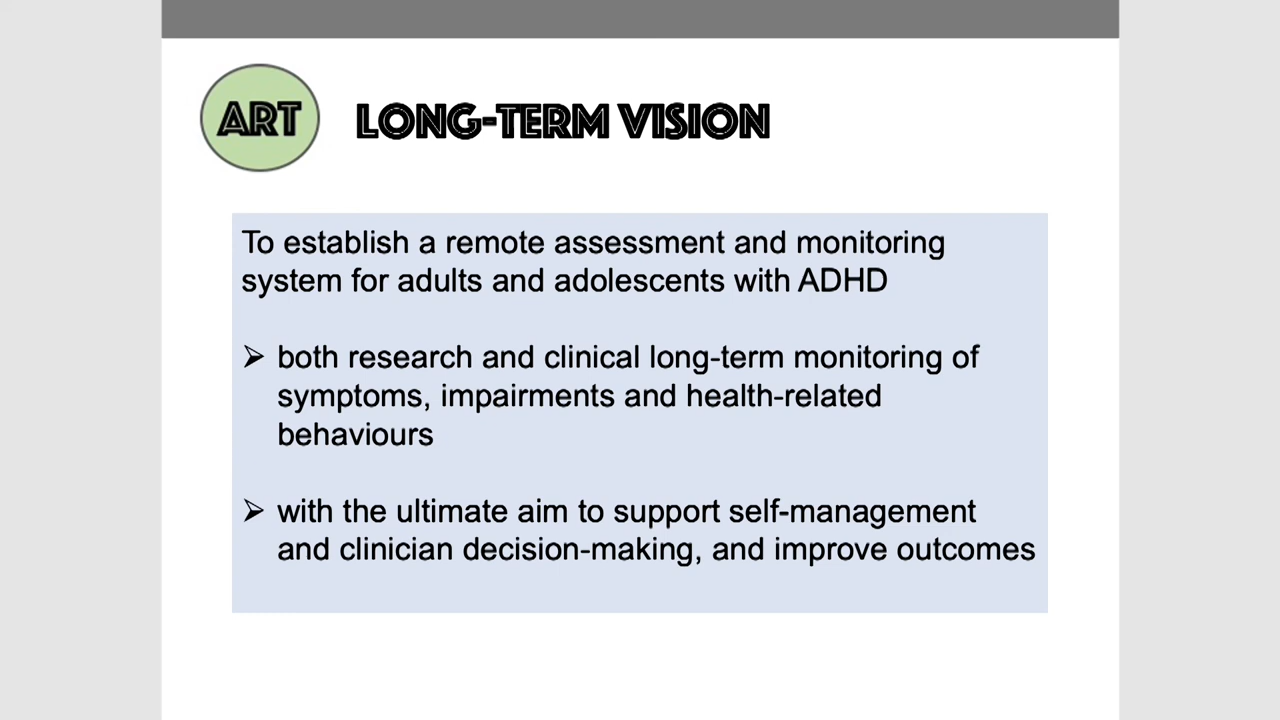 ART
LONG-TERM VISION
To establish a remote assessment and monitoring
system for adults and adolescents with ADHD
➢ both research and clinical long-term monitoring of
symptoms, impairments and health-related
behaviours
➢ with the ultimate aim to support self-management
and clinician decision-making, and improve outcomes